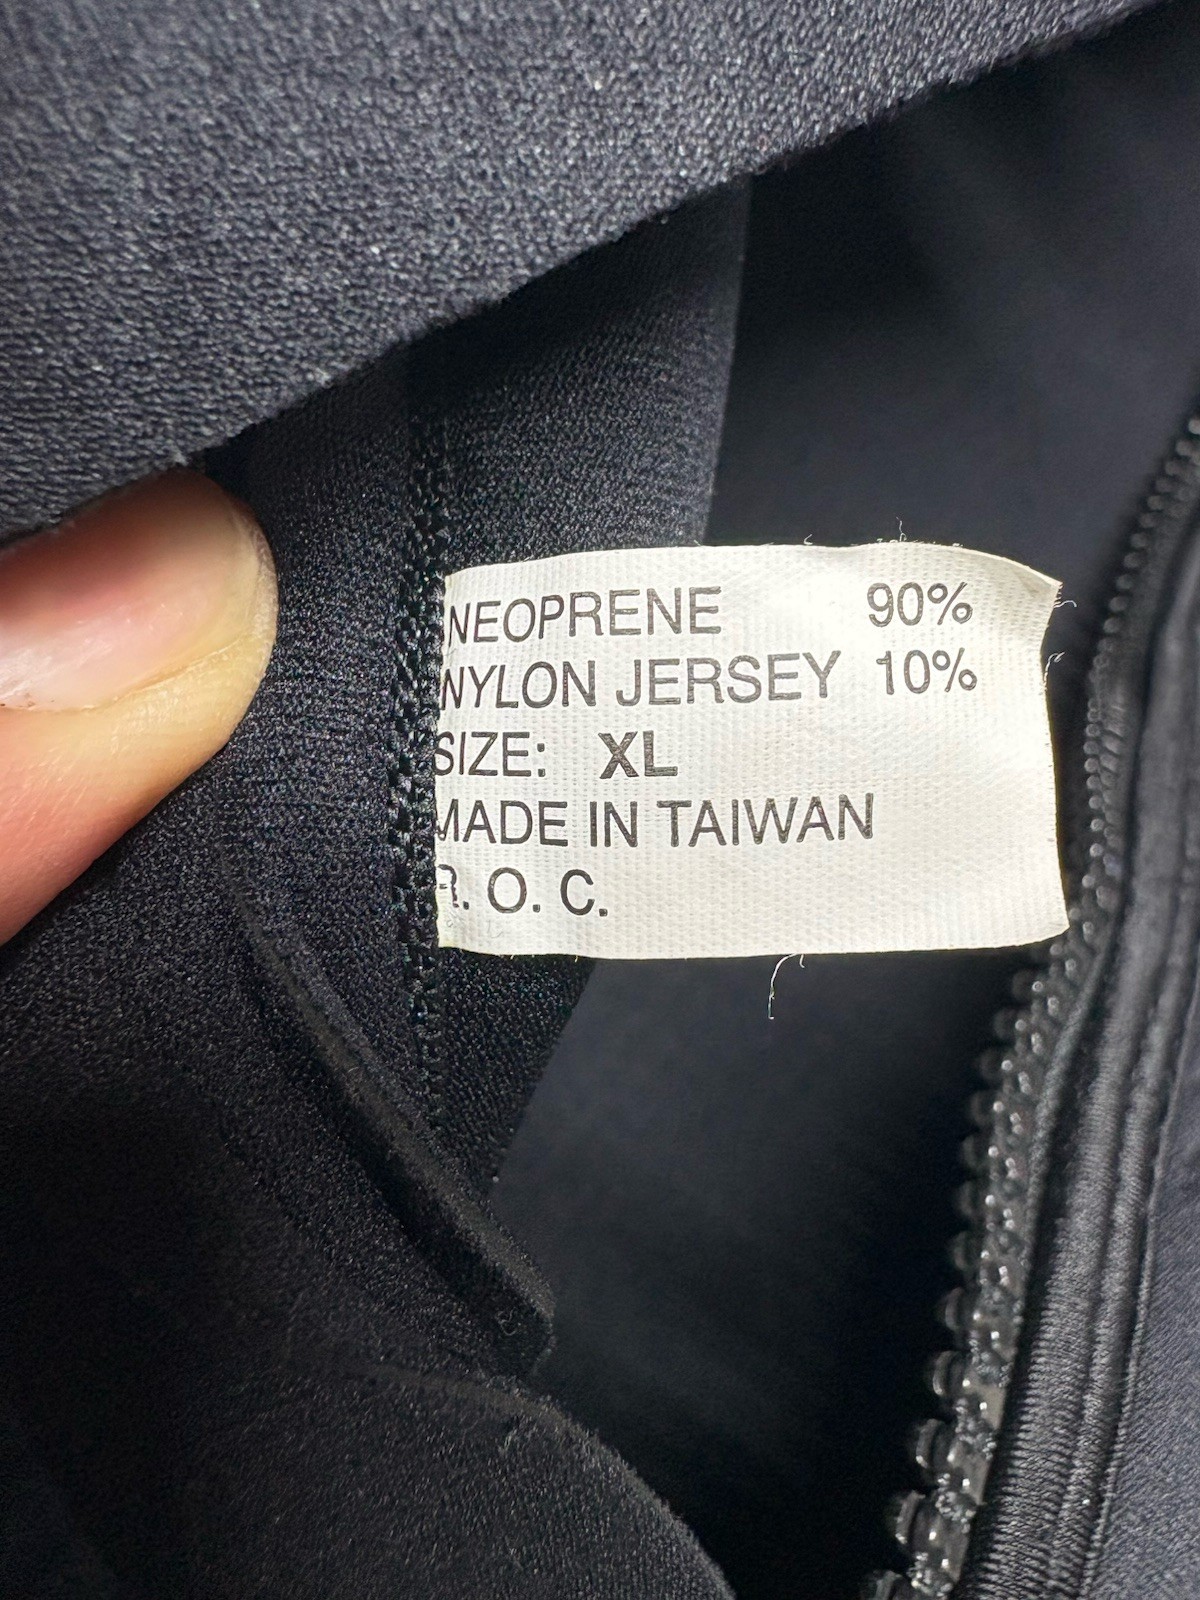 NEOPRENE 90%
NYLON JERSEY 10%
SIZE: XL
MADE IN TAIWAN
R. O. C.